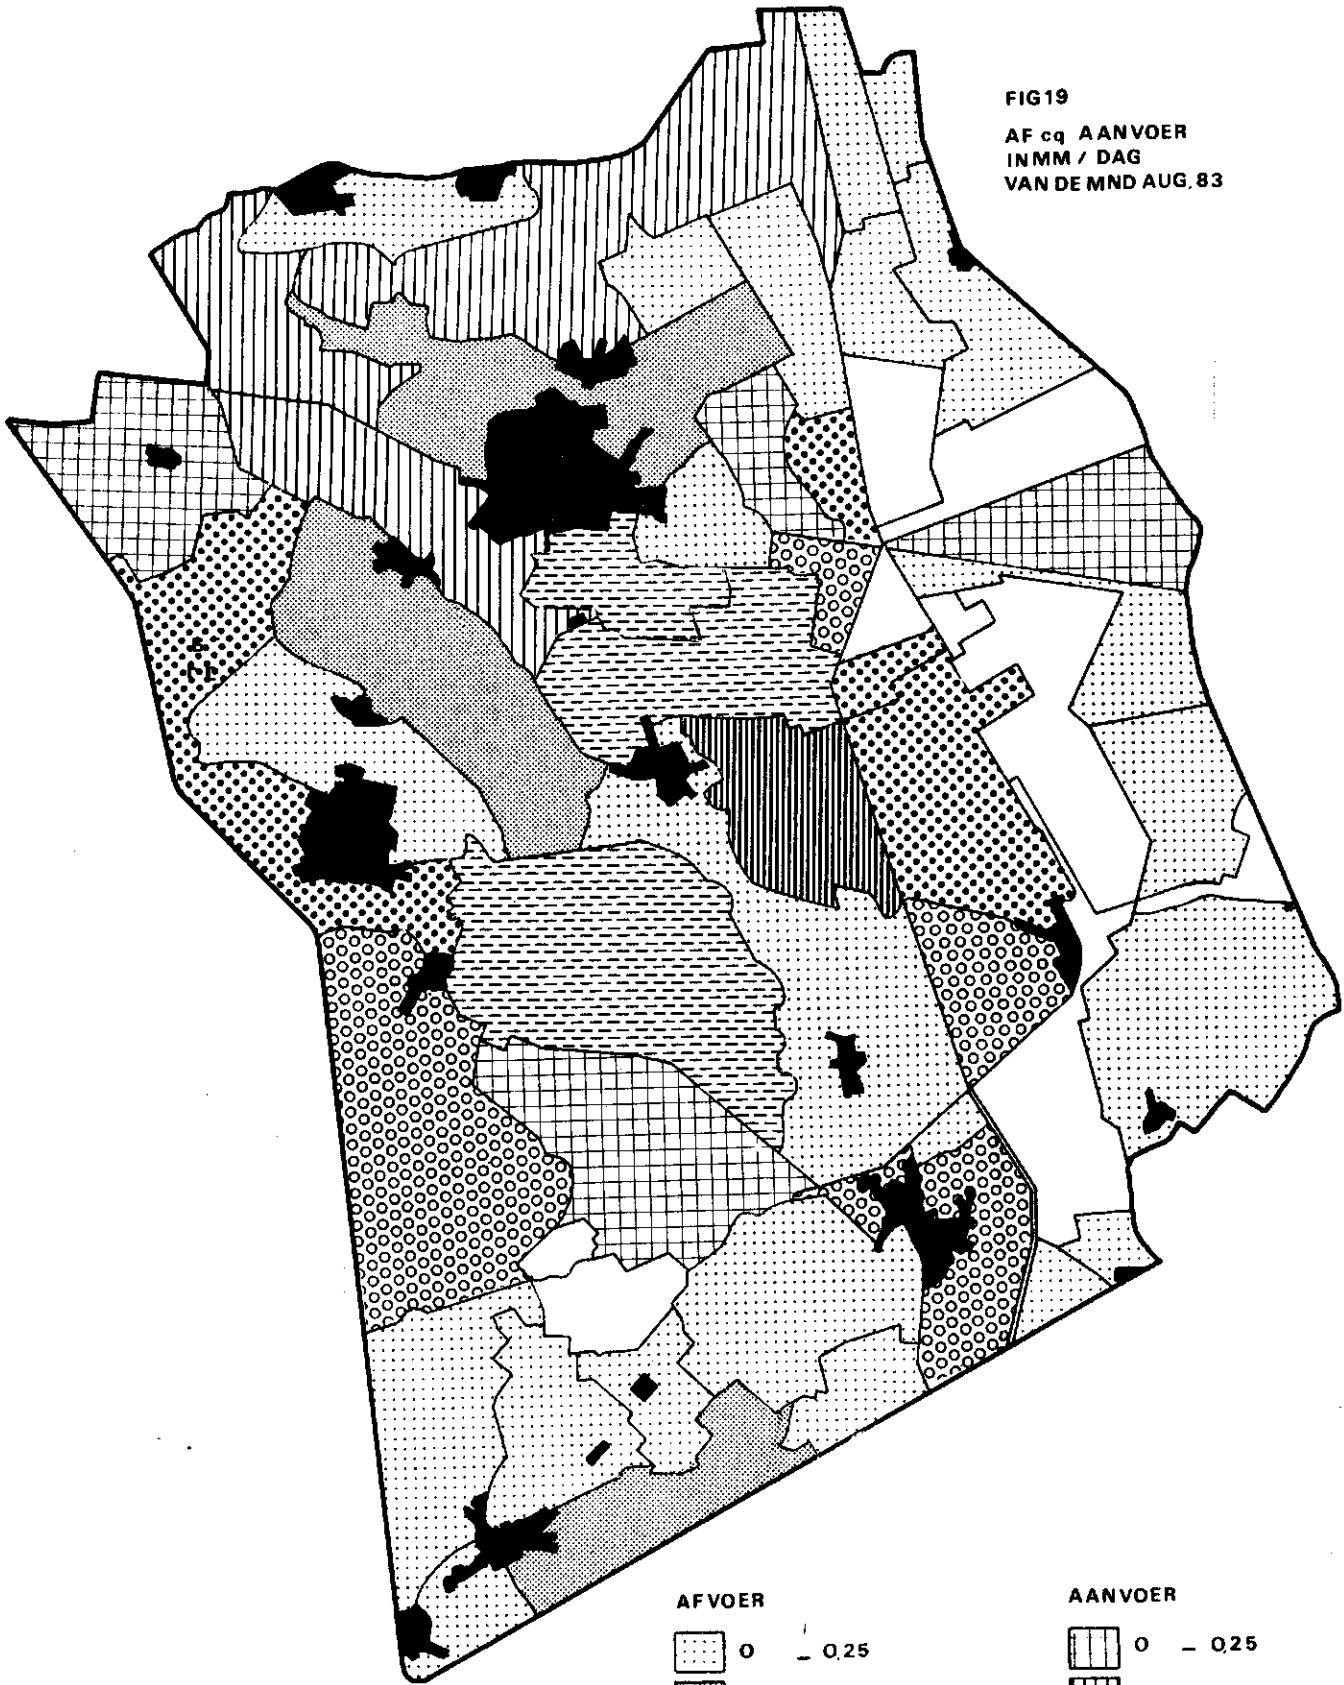 FIG19
AF cq AANVOER
IN MM / DAG
VAN DE MND AUG. 83
AFVOER
0 – 0,25
AANVOER
0 – 0,25